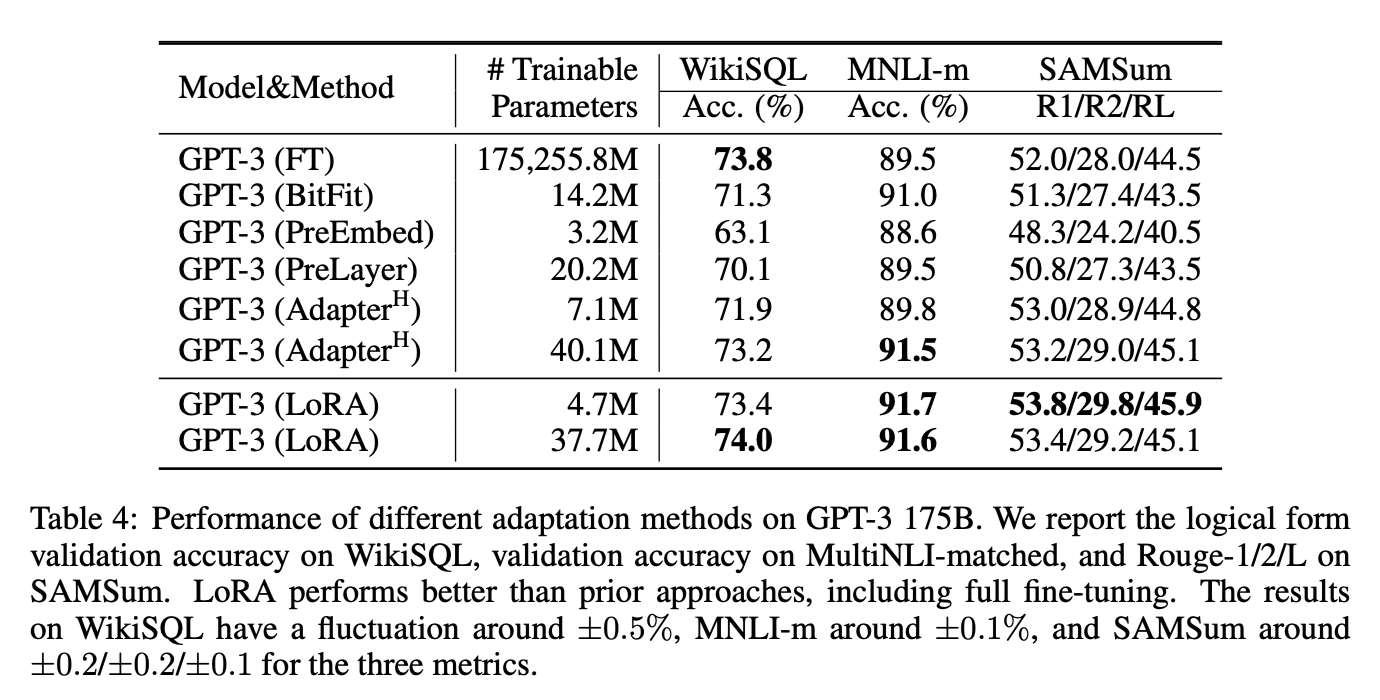 Model&Method # Trainable Parameters WikiSQL MNLI-m SAMSum
Acc. (%) Acc. (%) R1/R2/RL
GPT-3 (FT) 175,255.8M 73.8 89.5 52.0/28.0/44.5
GPT-3 (BitFit) 14.2M 71.3 91.0 51.3/27.4/43.5
GPT-3 (PreEmbed) 3.2M 63.1 88.6 48.3/24.2/40.5
GPT-3 (PreLayer) 20.2M 70.1 89.5 50.8/27.3/43.5
GPT-3 (Adapterᴴ) 7.1M 71.9 89.8 53.0/28.9/44.8
GPT-3 (Adapterᴴ) 40.1M 73.2 91.5 53.2/29.0/45.1
GPT-3 (LoRA) 4.7M 73.4 91.7 53.8/29.8/45.9
GPT-3 (LoRA) 37.7M 74.0 91.6 53.4/29.2/45.1
Table 4: Performance of different adaptation methods on GPT-3 175B. We report the logical form
validation accuracy on WikiSQL, validation accuracy on MultiNLI-matched, and Rouge-1/2/L on
SAMSum. LoRA performs better than prior approaches, including full fine-tuning. The results
on WikiSQL have a fluctuation around ±0.5%, MNLI-m around ±0.1%, and SAMSum around
±0.2/±0.2/±0.1 for the three metrics.